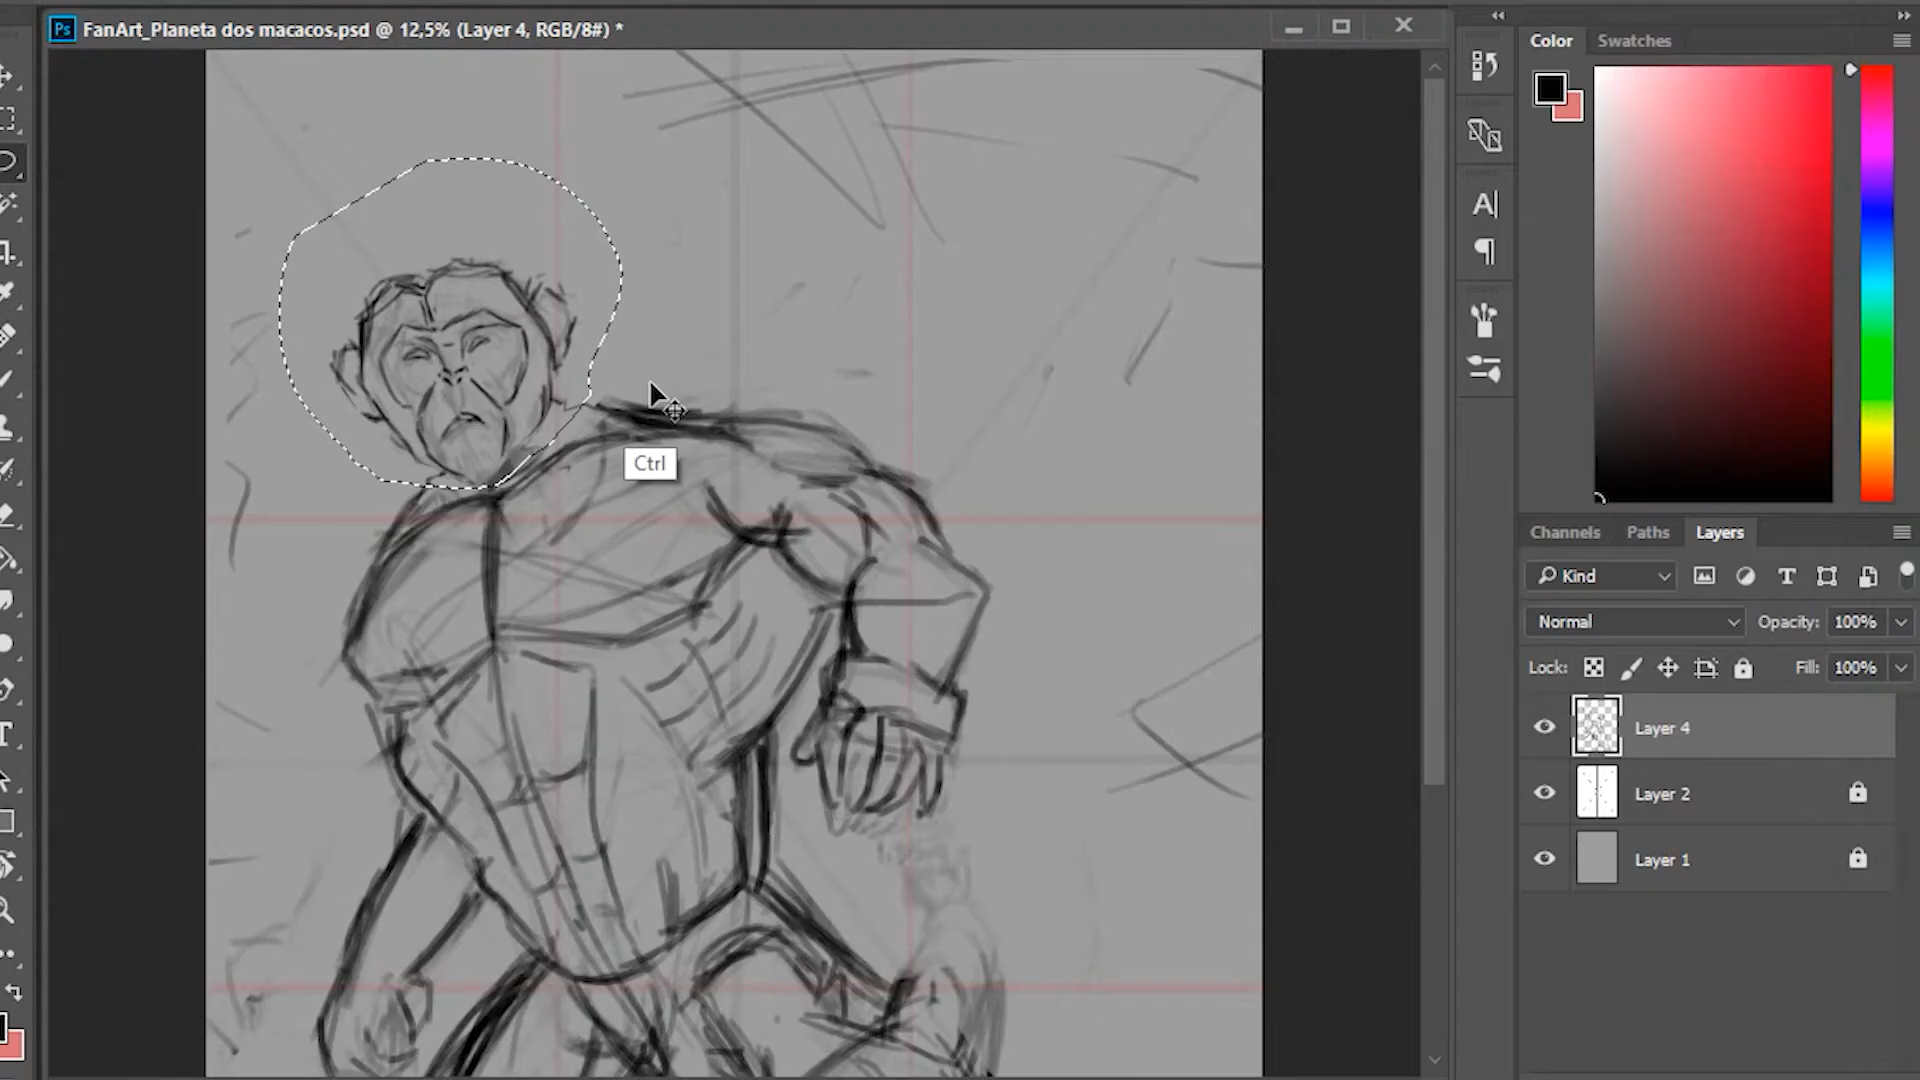 Ps FanArt_Planeta dos macacos.psd @ 12,5% (Layer 4, RGB/8#) *
Color Swatches
Ctrl
Channels Paths Layers
Kind
Normal Opacity: 100%
Lock: Fill: 100%
Layer 4
Layer 2
Layer 1